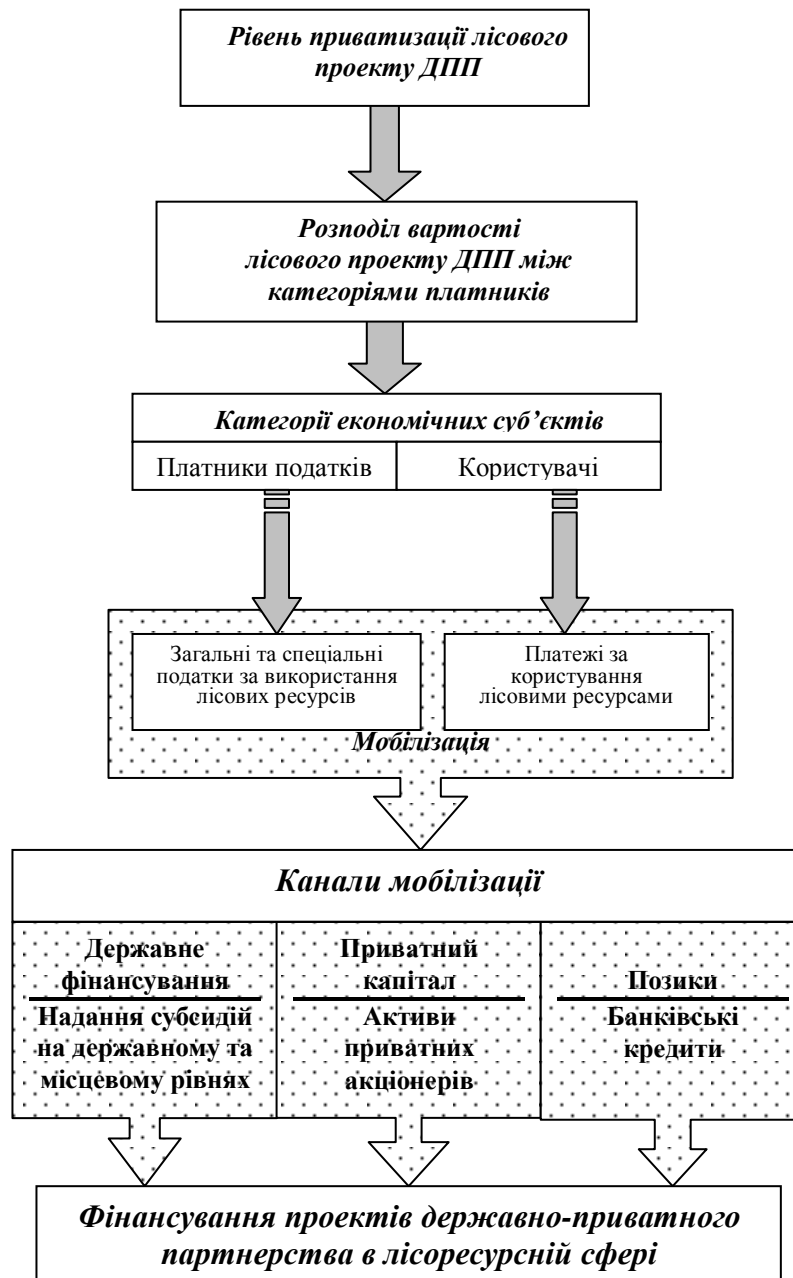 Рівень приватизації лісового
проекту ДПП
Розподіл вартості
лісового проекту ДПП між
категоріями платників
Категорії економічних суб’єктів
Платники податків
Користувачі
Загальні та спеціальні
податки за використання
лісових ресурсів
Платежі за
користування
лісовими ресурсами
Мобілізація
Канали мобілізації
Державне
фінансування
Надання субсидій
на державному та
місцевому рівнях
Приватний
капітал
Активи
приватних
акціонерів
Позики
Банківські
кредити
Фінансування проектів державно-приватного
партнерства в лісоресурсній сфері